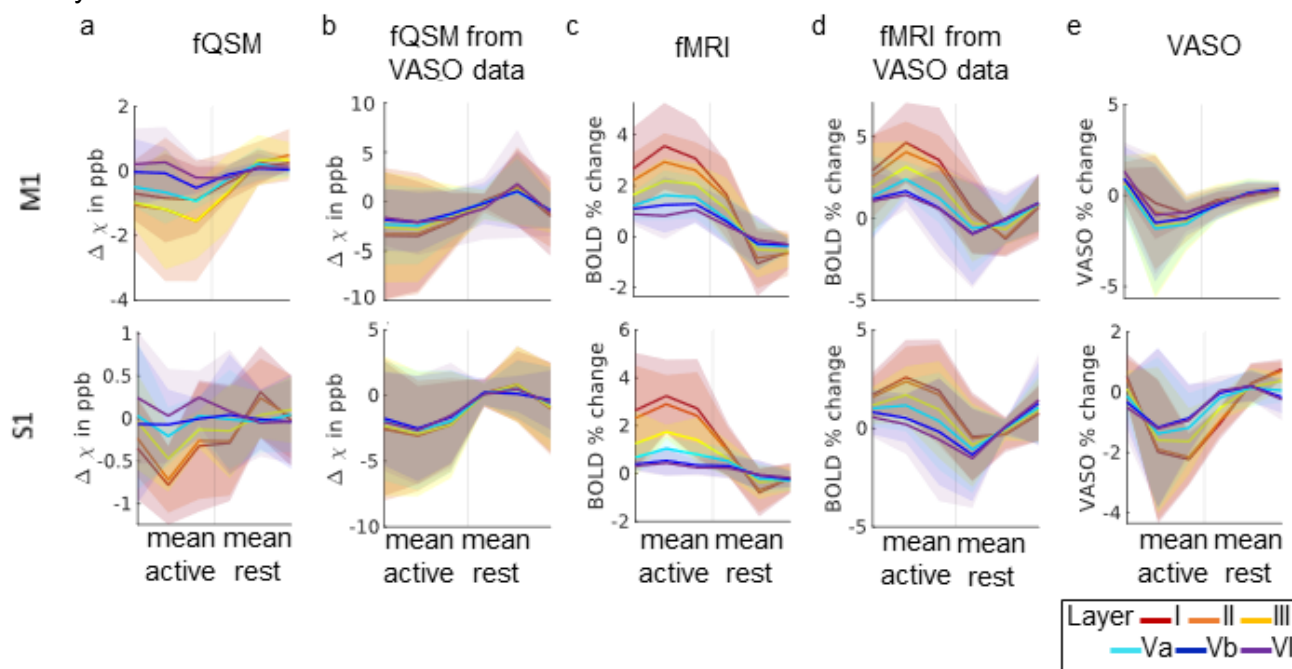 a
fQSM
b
fQSM from
VASO data
c
fMRI
d
fMRI from
VASO data
e
VASO
M1
2
0
-2
-4
Δ χ in ppb
10
5
0
-5
-10
Δ χ in ppb
4
2
0
-2
BOLD % change
5
0
-5
BOLD % change
5
0
-5
VASO % change
S1
1
0.5
0
-0.5
-1
Δ χ in ppb
5
0
-5
-10
Δ χ in ppb
6
4
2
0
-2
BOLD % change
5
0
-5
BOLD % change
2
0
-2
-4
VASO % change
mean mean
active rest
mean mean
active rest
mean mean
active rest
mean mean
active rest
mean mean
active rest
Layer I II III
Va Vb VI